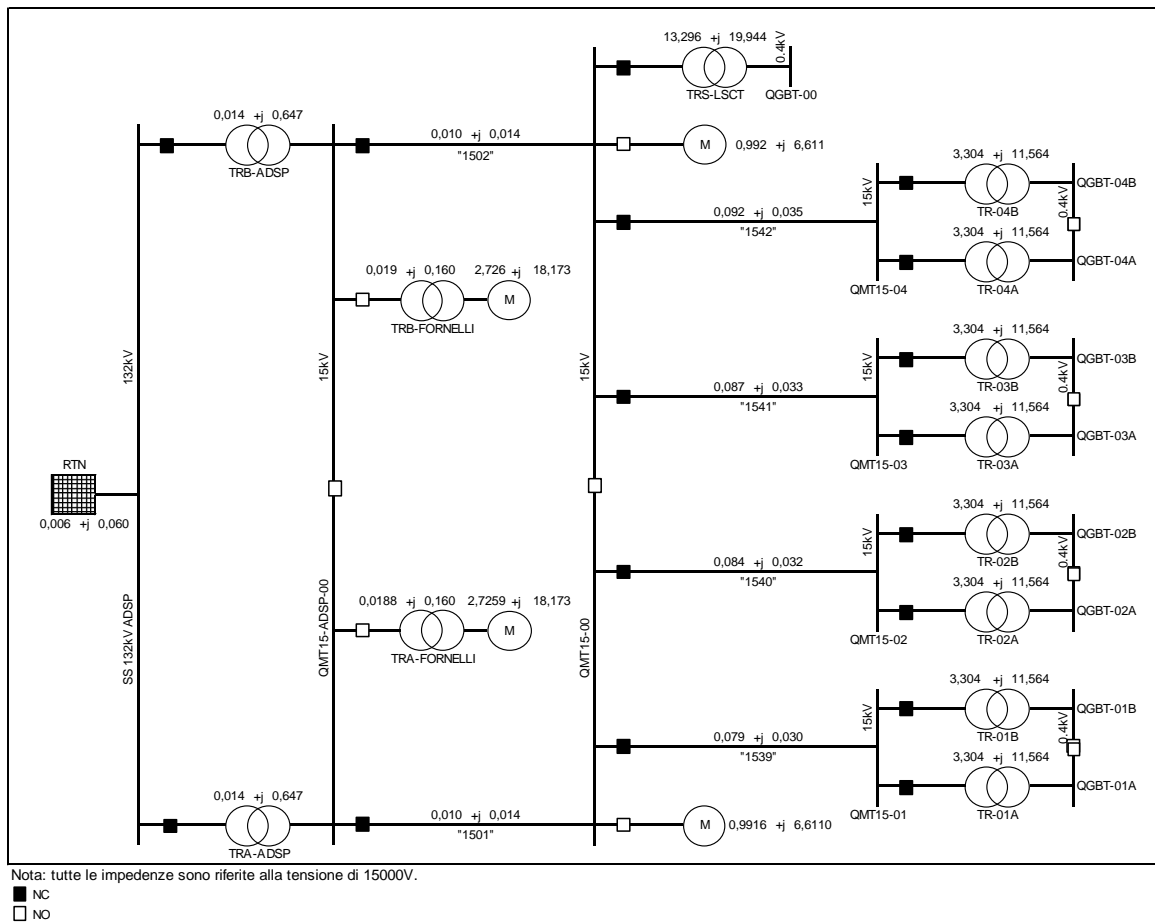 13,296 +j 19,944
0.4kV
TRS-LSCT
QGBT-00
0,014 +j 0,647
TRB-ADSP
0,010 +j 0,014
"1502"
M
0,992 +j 6,611
3,304 +j 11,564
QGBT-04B
TR-04B
15kV
0.4kV
0,092 +j 0,035
"1542"
3,304 +j 11,564
QGBT-04A
TR-04A
QMT15-04
0,019 +j 0,160
2,726 +j 18,173
M
TRB-FORNELLI
132kV
15kV
15kV
3,304 +j 11,564
QGBT-03B
TR-03B
15kV
0.4kV
0,087 +j 0,033
"1541"
3,304 +j 11,564
QGBT-03A
TR-03A
QMT15-03
RTN
0,006 +j 0,060
3,304 +j 11,564
QGBT-02B
TR-02B
15kV
0.4kV
0,084 +j 0,032
"1540"
3,304 +j 11,564
QGBT-02A
TR-02A
QMT15-02
SS 132kV ADSP
QMT15-ADSP-00
QMT15-00
0,0188 +j 0,160
2,7259 +j 18,173
M
TRA-FORNELLI
3,304 +j 11,564
QGBT-01B
TR-01B
15kV
0.4kV
0,079 +j 0,030
"1539"
3,304 +j 11,564
QGBT-01A
TR-01A
QMT15-01
0,014 +j 0,647
TRA-ADSP
0,010 +j 0,014
"1501"
M
0,9916 +j 6,6110
Nota: tutte le impedenze sono riferite alla tensione di 15000V.
NC
NO